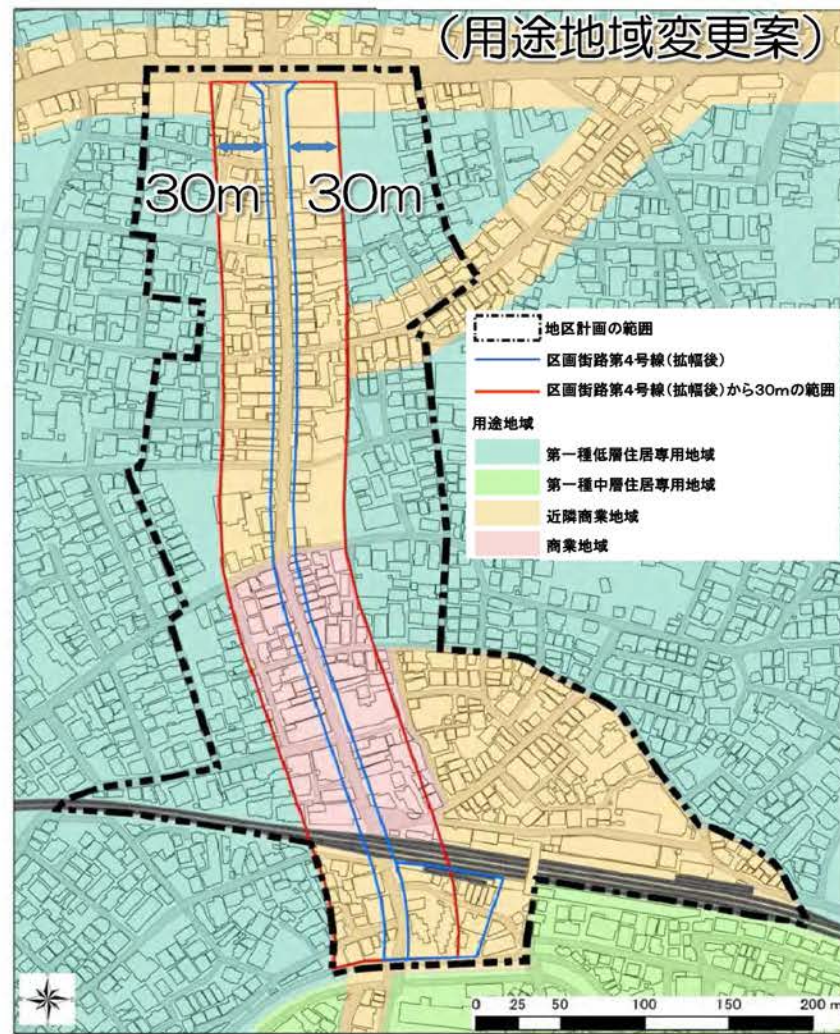 (用途地域変更案)
30m 30m
地区計画の範囲
区画街路第4号線(拡幅後)
区画街路第4号線(拡幅後)から30mの範囲
用途地域
第一種低層住居専用地域
第一種中層住居専用地域
近隣商業地域
商業地域
0 25 50 100 150 200 m